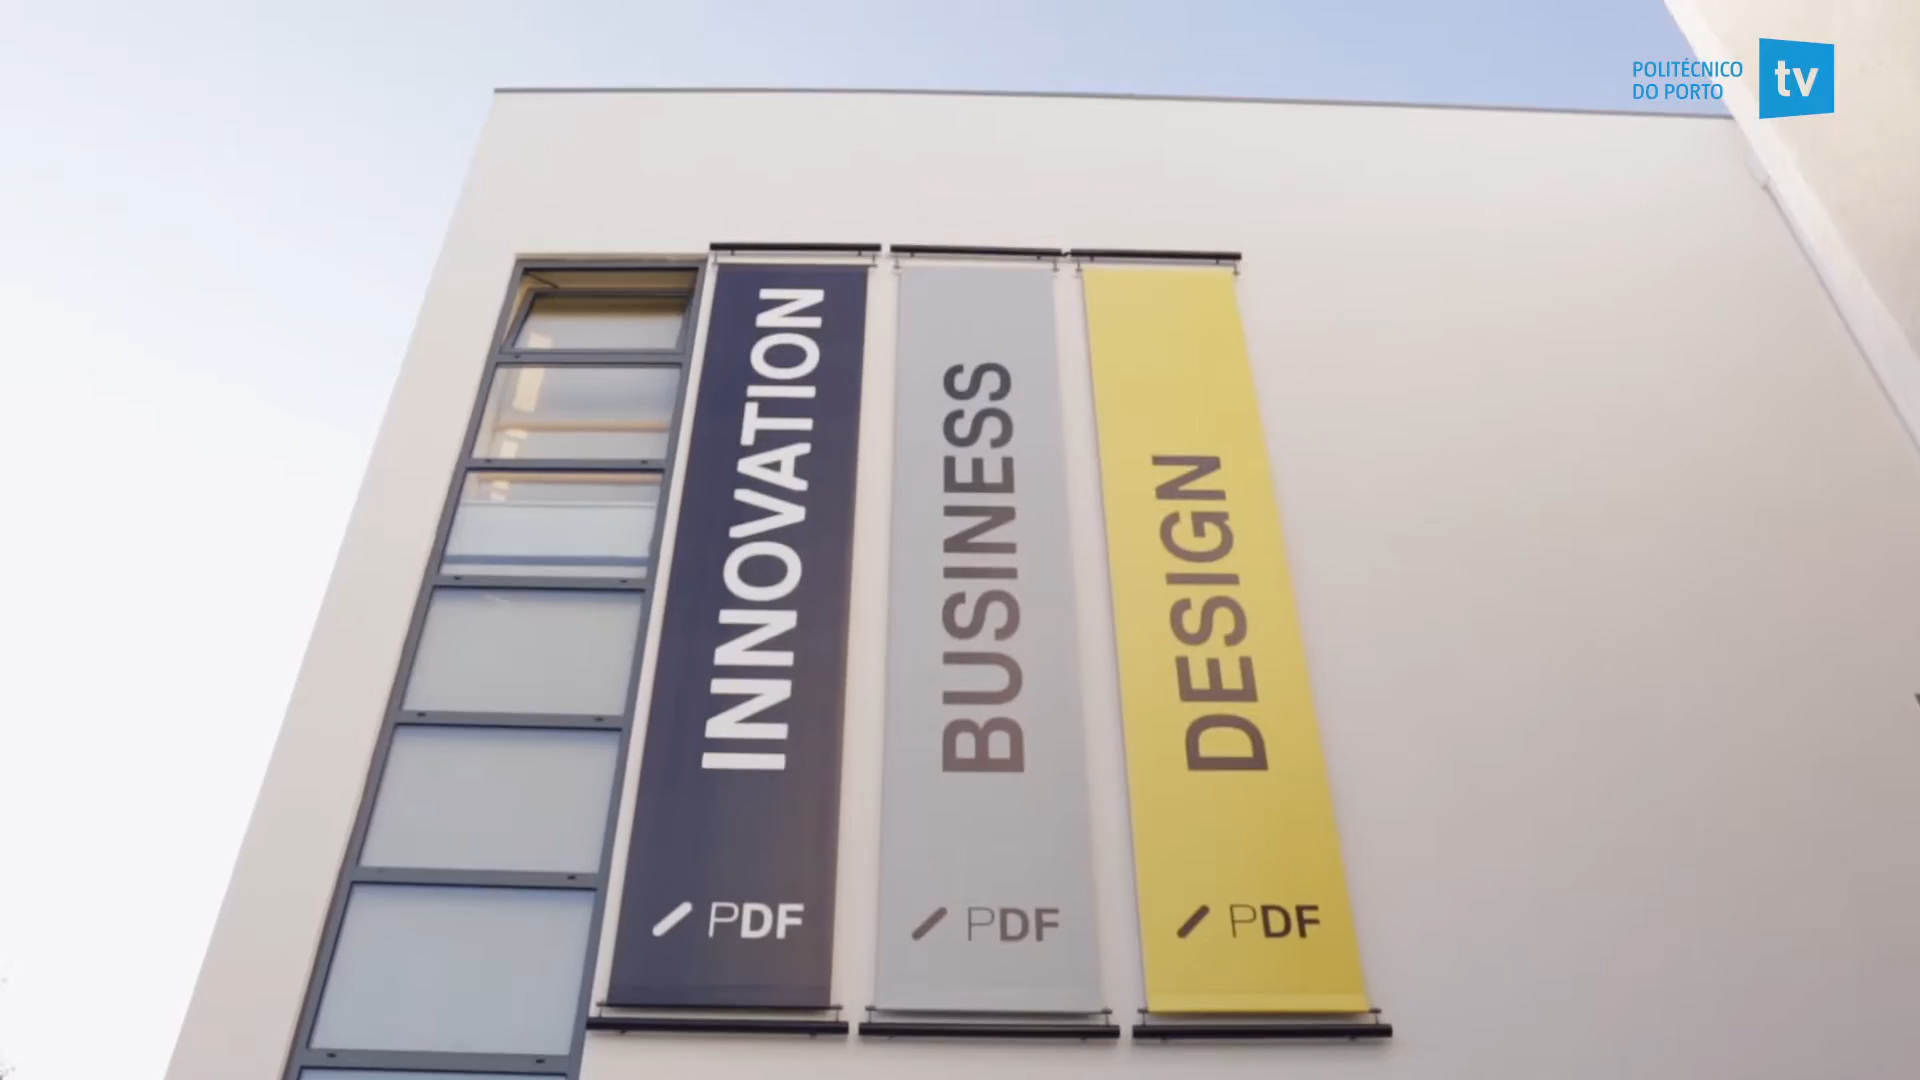 POLITÉCNICO
DO PORTO
tv
INNOVATION
PDF
BUSINESS
PDF
DESIGN
PDF